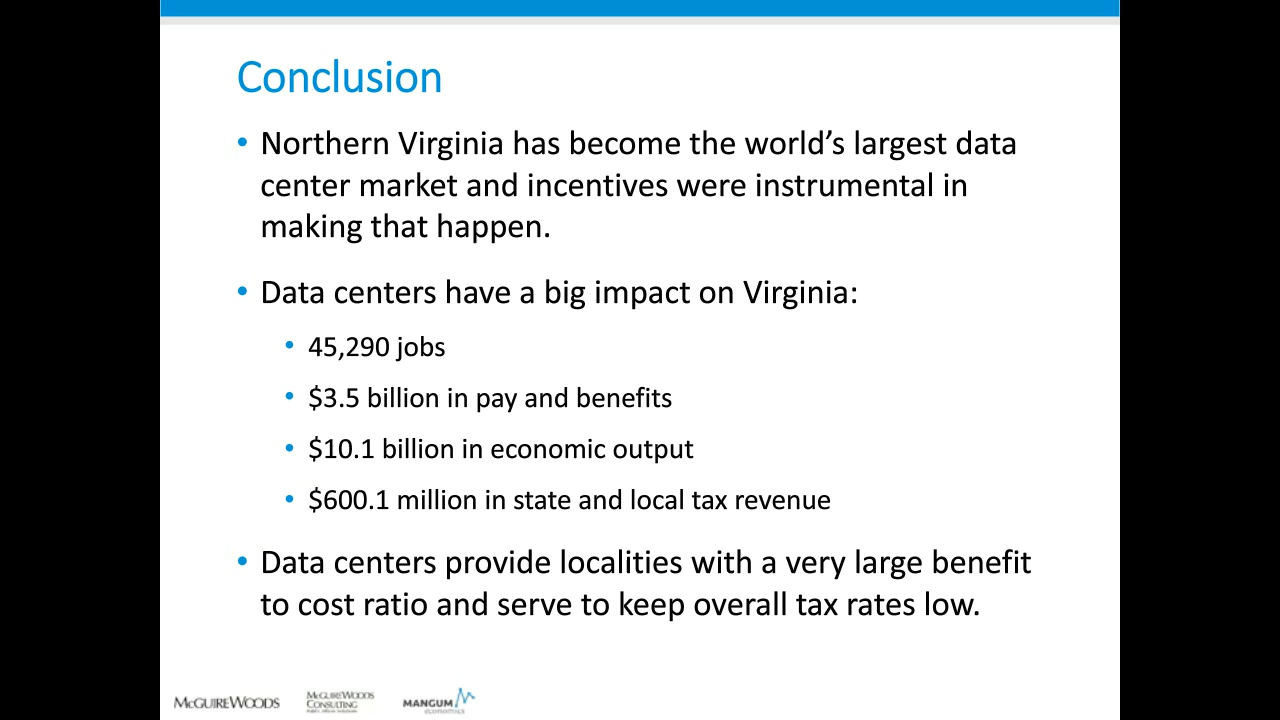 Conclusion
• Northern Virginia has become the world’s largest data
center market and incentives were instrumental in
making that happen.
• Data centers have a big impact on Virginia:
• 45,290 jobs
• $3.5 billion in pay and benefits
• $10.1 billion in economic output
• $600.1 million in state and local tax revenue
• Data centers provide localities with a very large benefit
to cost ratio and serve to keep overall tax rates low.
McGuireWoods
McGuireWoods
Consulting
MANGUM
economics